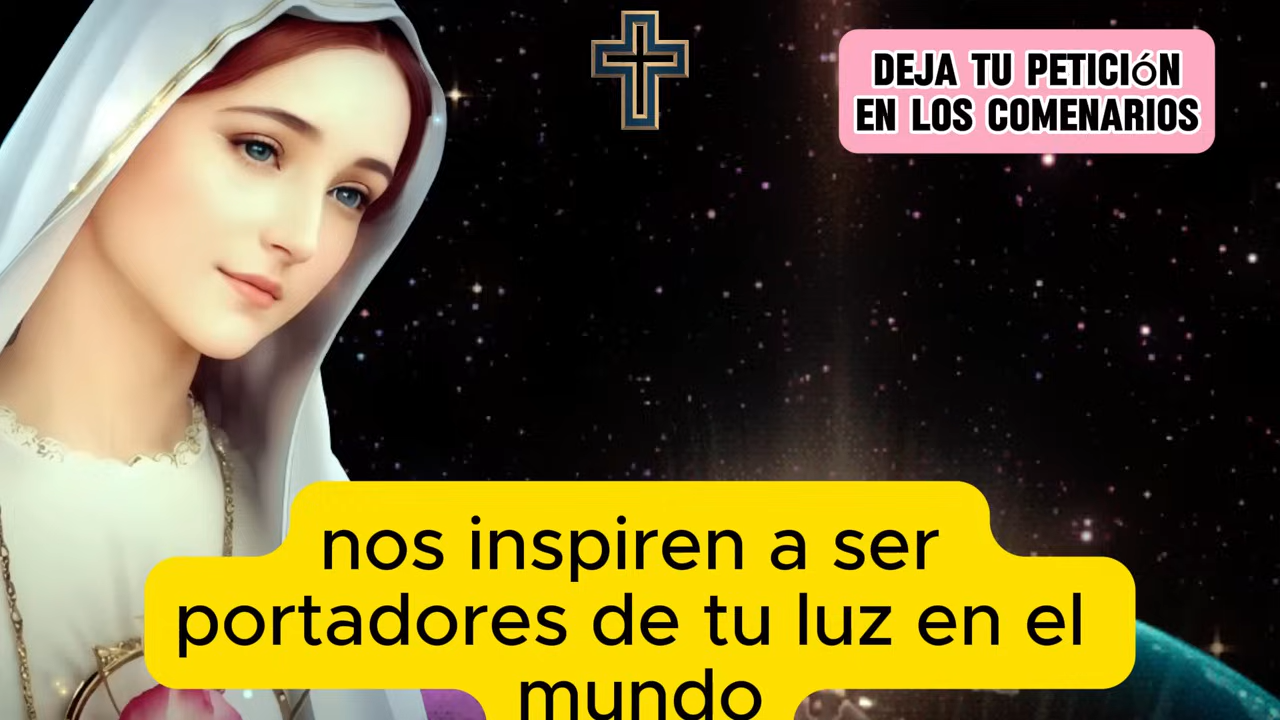 DEJA TU PETICIóN
EN LOS COMENARIOS
nos inspiren a ser
portadores de tu luz en el
mundo